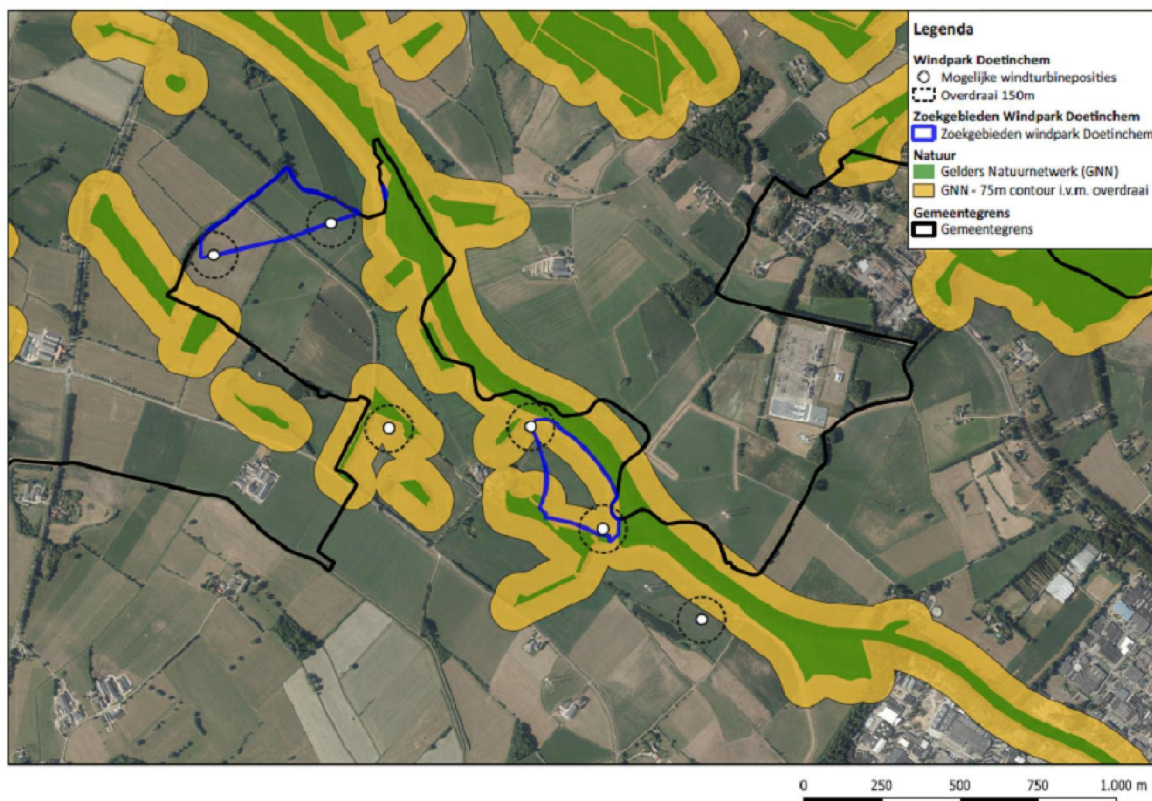 Legenda
Windpark Doetinchem
Mogelijke windturbineposities
Overdraai 150m
Zoekgebieden Windpark Doetinchem
Zoekgebieden windpark Doetinchem
Natuur
Gelders Natuurnetwerk (GNN)
GNN - 75m contour i.v.m. overdraai
Gemeentegrens
Gemeentegrens
0 250 500 750 1.000 m